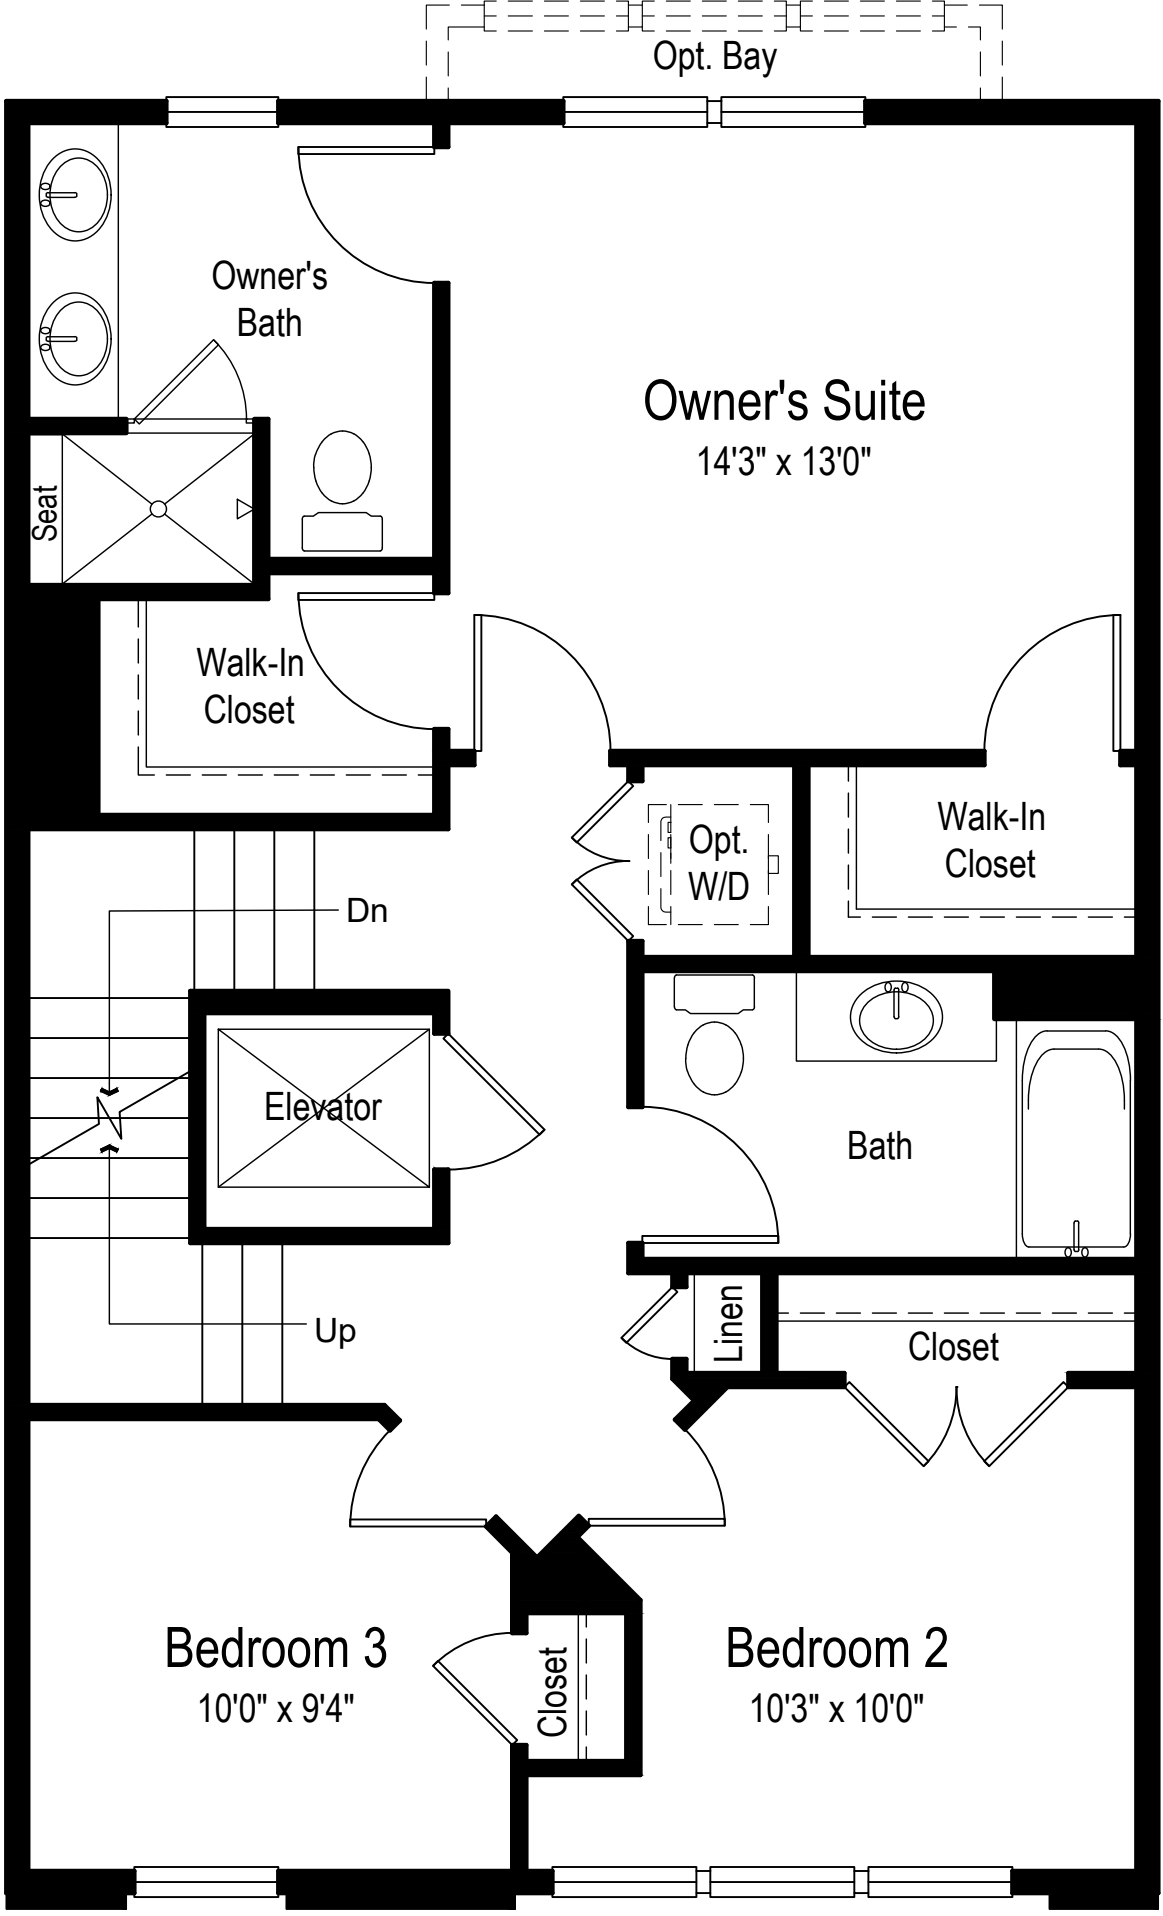 Opt. Bay
Owner's
Bath
Owner's Suite
14'3" x 13'0"
Seat
Walk-In
Closet
Opt.
W/D
Walk-In
Closet
Dn
Elevator
Bath
Up
Linen
Closet
Bedroom 3
10'0" x 9'4"
Closet
Bedroom 2
10'3" x 10'0"